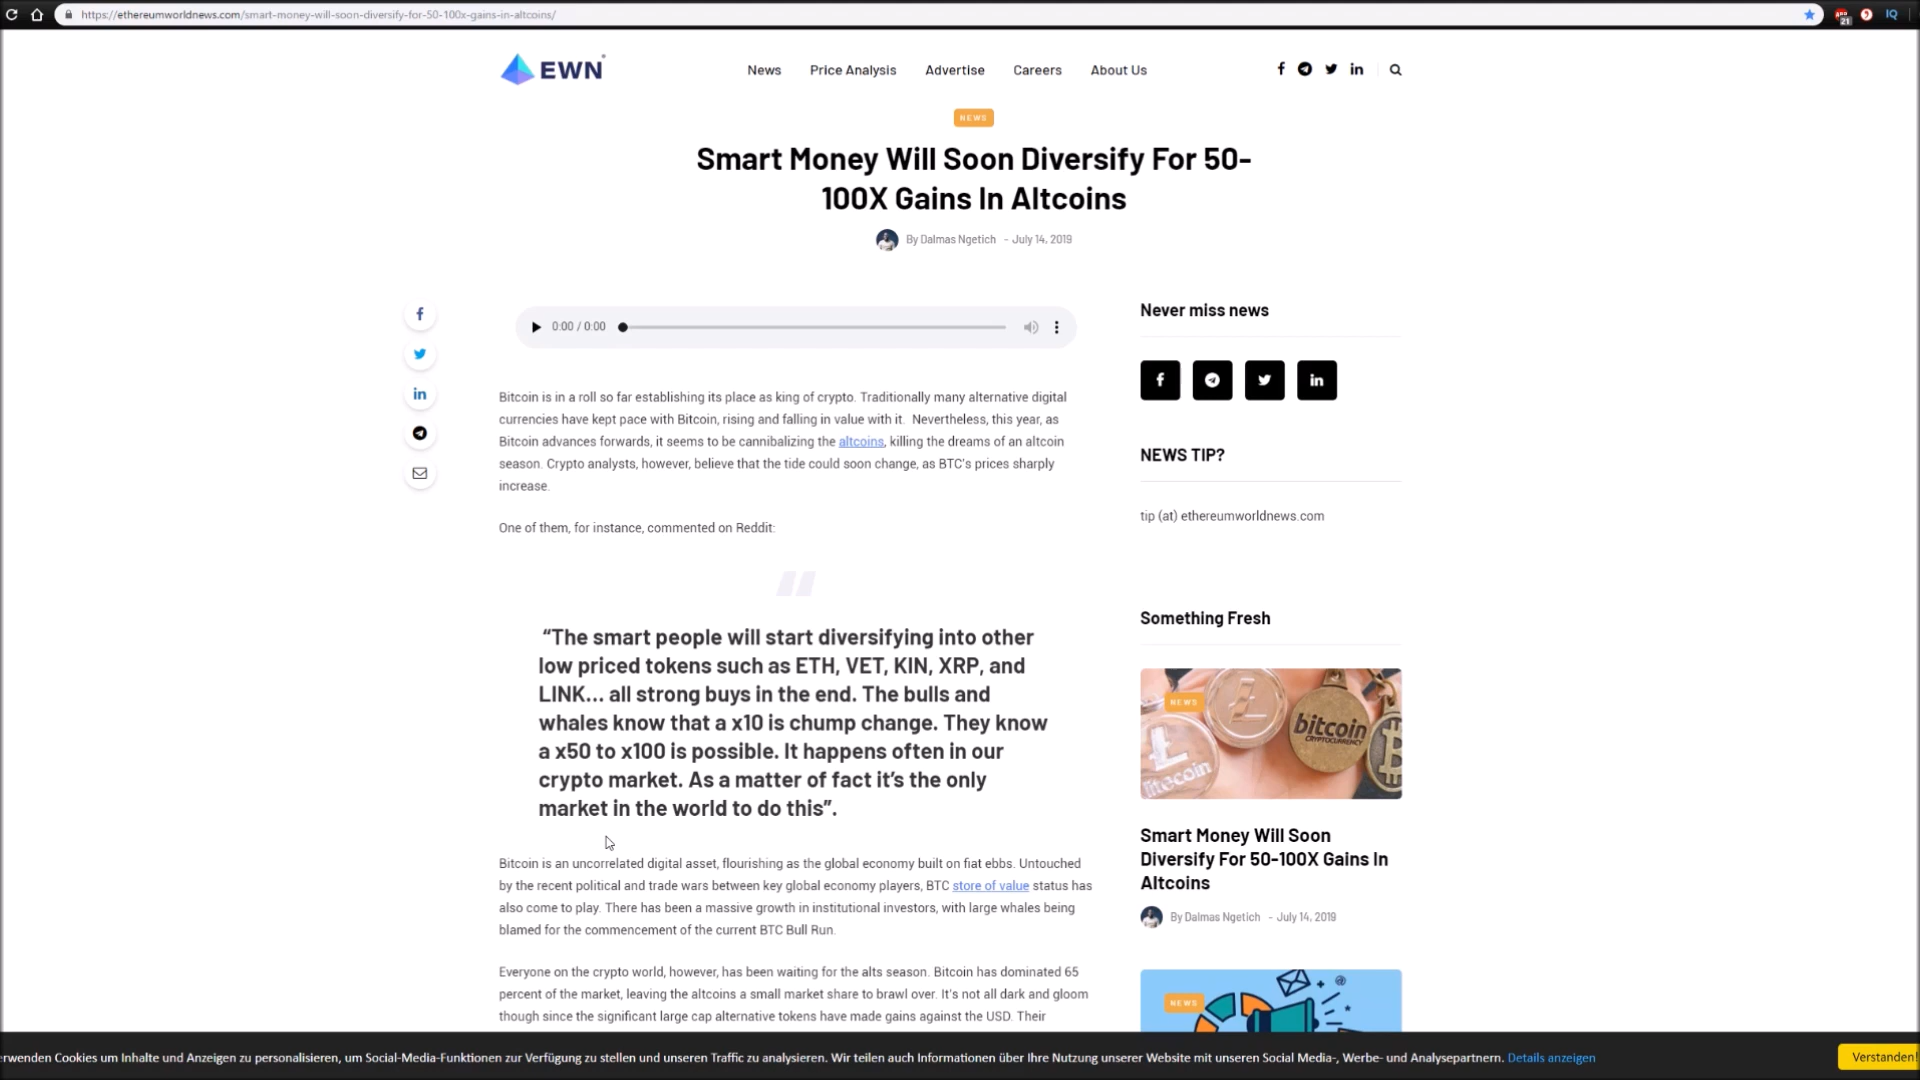 https://ethereumworldnews.com/smart-money-will-soon-diversify-for-50-100x-gains-in-altcoins/
21
IQ
EWN
News
Price Analysis
Advertise
Careers
About Us
NEWS
Smart Money Will Soon Diversify For 50-
100X Gains In Altcoins
By Dalmas Ngetich - July 14, 2019
0:00 / 0:00
Bitcoin is in a roll so far establishing its place as king of crypto. Traditionally many alternative digital
currencies have kept pace with Bitcoin, rising and falling in value with it. Nevertheless, this year, as
Bitcoin advances forwards, it seems to be cannibalizing the altcoins, killing the dreams of an altcoin
season. Crypto analysts, however, believe that the tide could soon change, as BTC's prices sharply
increase.
One of them, for instance, commented on Reddit:
“The smart people will start diversifying into other
low priced tokens such as ETH, VET, KIN, XRP, and
LINK… all strong buys in the end. The bulls and
whales know that a x10 is chump change. They know
a x50 to x100 is possible. It happens often in our
crypto market. As a matter of fact it’s the only
market in the world to do this”.
Bitcoin is an uncorrelated digital asset, flourishing as the global economy built on fiat ebbs. Untouched
by the recent political and trade wars between key global economy players, BTC store of value status has
also come to play. There has been a massive growth in institutional investors, with large whales being
blamed for the commencement of the current BTC Bull Run.
Everyone on the crypto world, however, has been waiting for the alts season. Bitcoin has dominated 65
percent of the market, leaving the altcoins a small market share to brawl over. It’s not all dark and gloom
though since the significant large cap alternative tokens have made gains against the USD. Their
Never miss news
NEWS TIP?
tip (at) ethereumworldnews.com
Something Fresh
NEWS
litecoin
bitcoin
CRYPTOCURRENCY
Smart Money Will Soon
Diversify For 50-100X Gains In
Altcoins
By Dalmas Ngetich - July 14, 2019
NEWS
rwenden Cookies um Inhalte und Anzeigen zu personalisieren, um Social-Media-Funktionen zur Verfügung zu stellen und unseren Traffic zu analysieren. Wir teilen auch Informationen über Ihre Nutzung unserer Website mit unseren Social Media-, Werbe- und Analysepartnern. Details anzeigen
Verstanden!